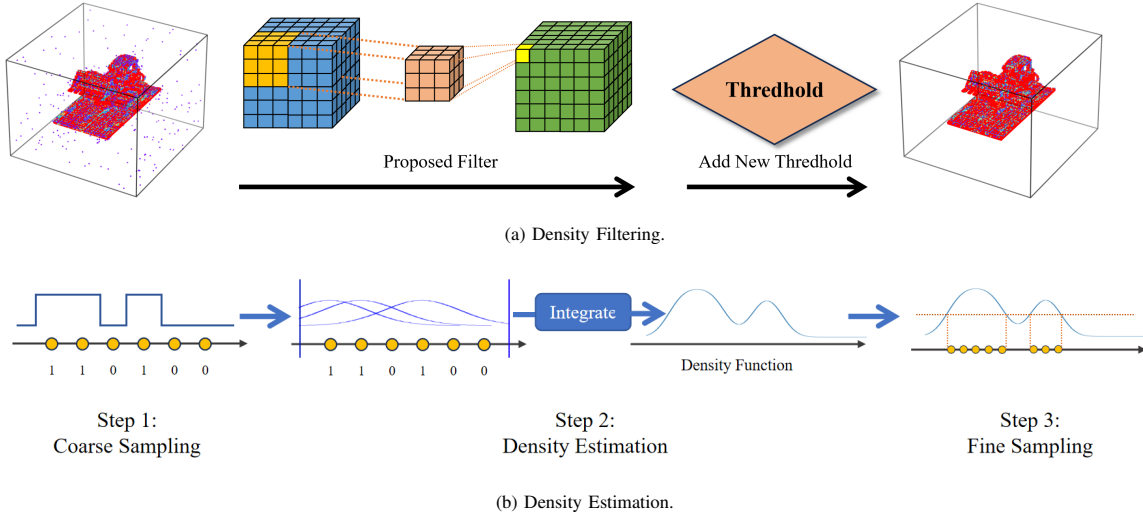 Thredhold
Proposed Filter
Add New Thredhold
(a) Density Filtering.
Integrate
1 1 0 1 0 0
1 1 0 1 0 0
Density Function
Step 1:
Coarse Sampling
Step 2:
Density Estimation
Step 3:
Fine Sampling
(b) Density Estimation.